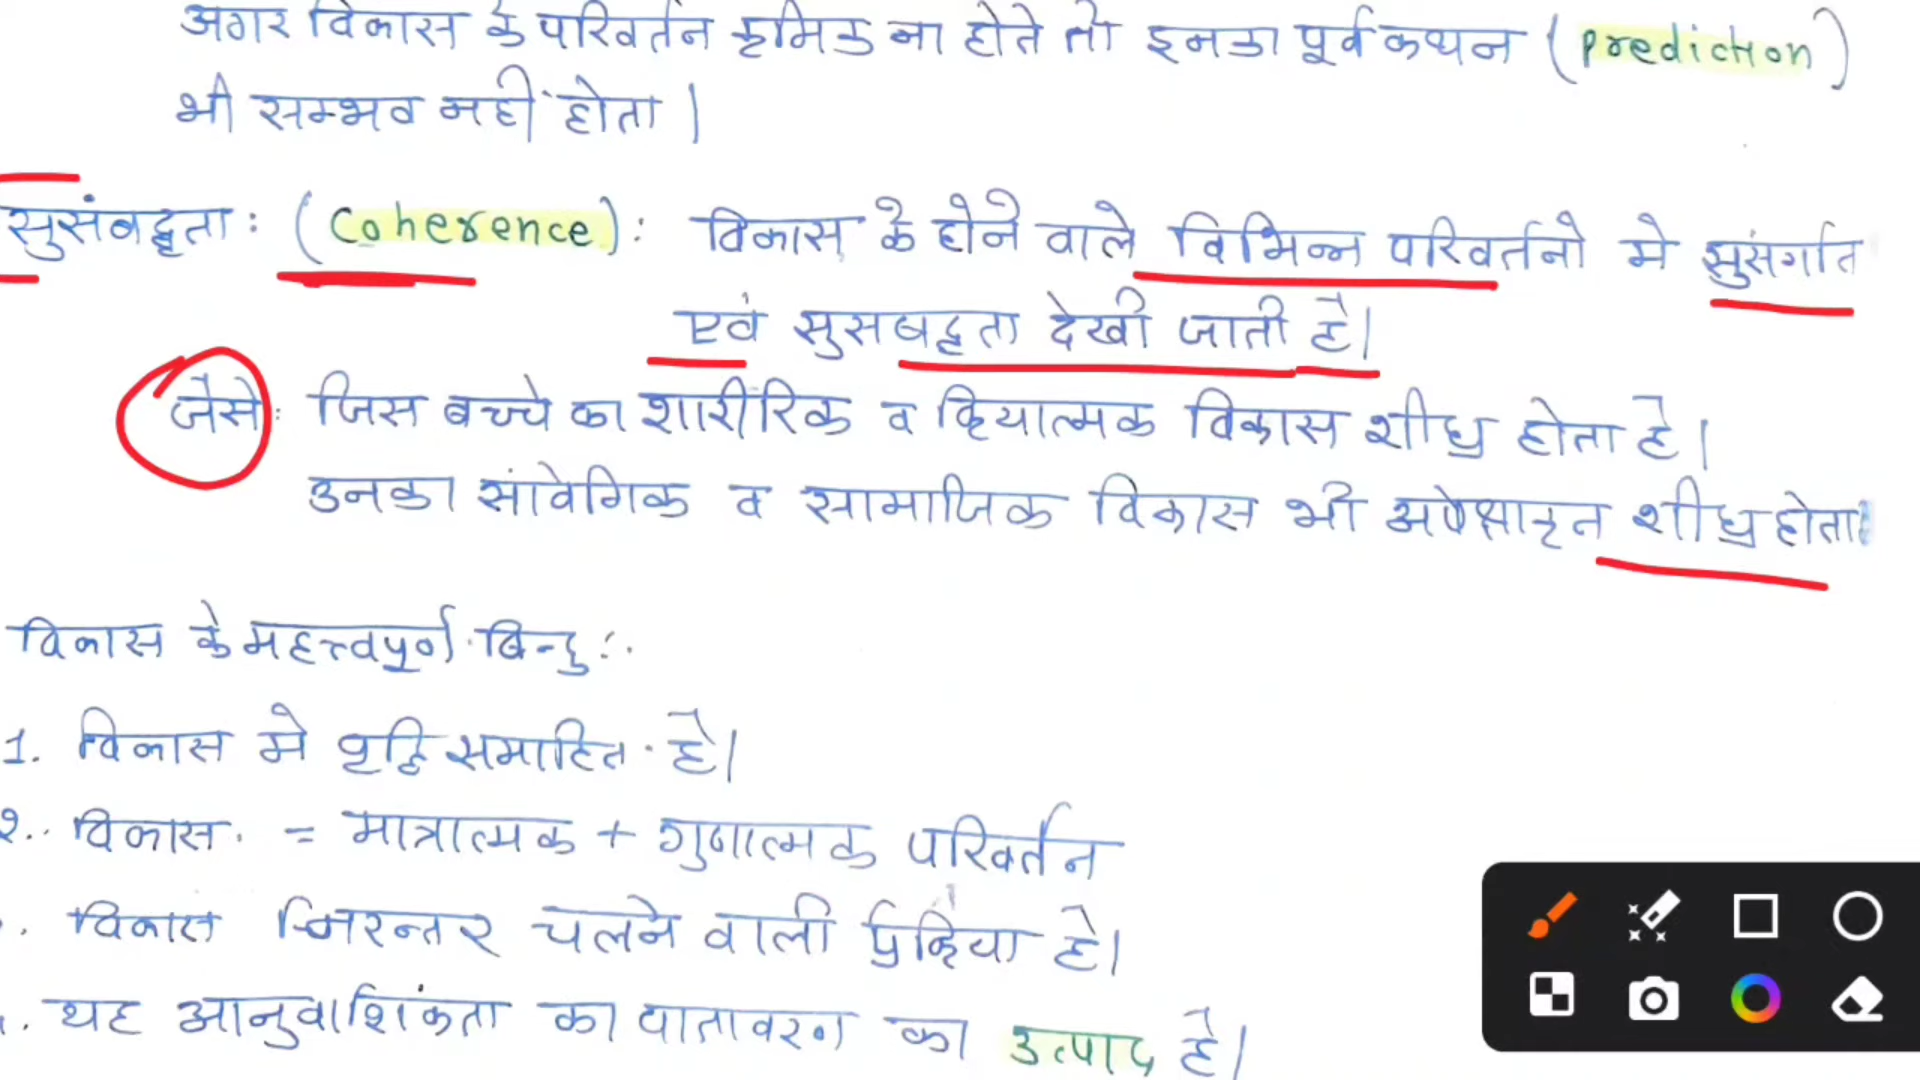 अगर विकास के परिवर्तन क्रमिक ना होते तो इनका पूर्व कथन (prediction)
भी सम्भव नहीं होता |
सुसंबद्धता : (Coherence) : विकास के होने वाले विभिन्न परिवर्तनो मे सुसंगति
एवं सुसबद्धता देखी जाती है।
जैसे: जिस बच्चे का शारीरिक व क्रियात्मक विकास शीघ्र होता है।
उनका सांवेगिक व सामाजिक विकास भी अपेक्षाकृत शीघ्र होता
विकास के महत्त्वपूर्ण बिन्दु :.
1. विकास मे वृद्धि समाहित है।
2. विकास = मात्रात्मक + गुणात्मक परिवर्तन
. विकास निरन्तर चलने वाली प्रक्रिया है।
. यह आनुवाशिंकता का वातावरण का उत्पाद है।